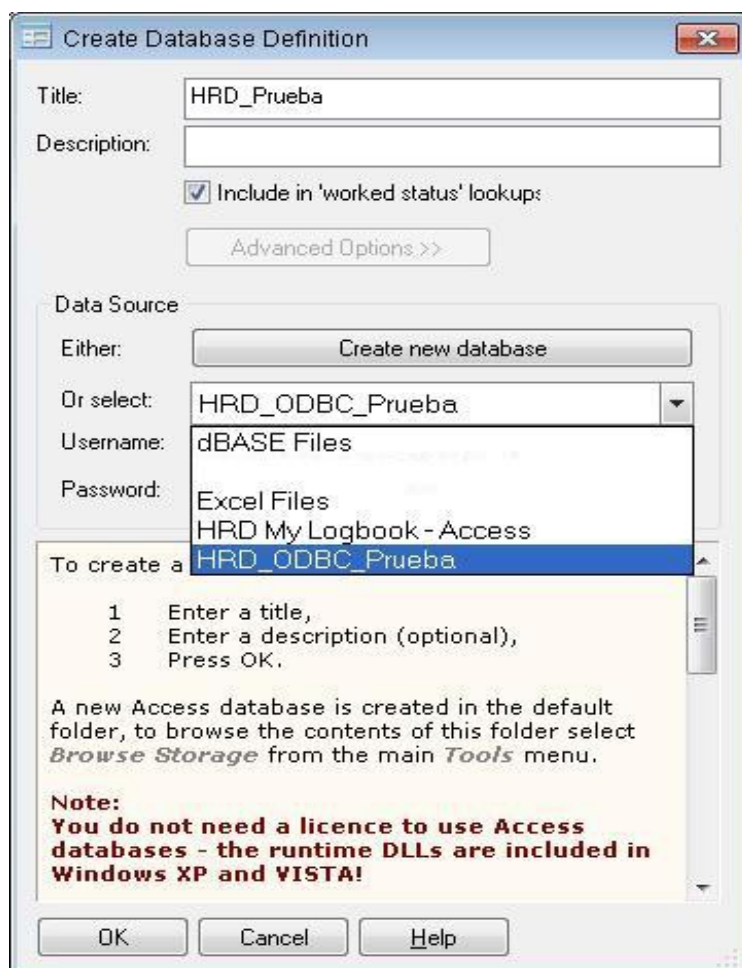 Create Database Definition
Title: HRD_Prueba
Description:
Include in 'worked status' lookups
Advanced Options >>
Data Source
Either: Create new database
Or select: HRD_ODBC_Prueba
Username: dBASE Files
Password:
Excel Files
HRD My Logbook - Access
HRD_ODBC_Prueba
To create a
1 Enter a title,
2 Enter a description (optional),
3 Press OK.
A new Access database is created in the default
folder, to browse the contents of this folder select
Browse Storage from the main Tools menu.
Note:
You do not need a licence to use Access
databases - the runtime DLLs are included in
Windows XP and VISTA!
OK Cancel Help